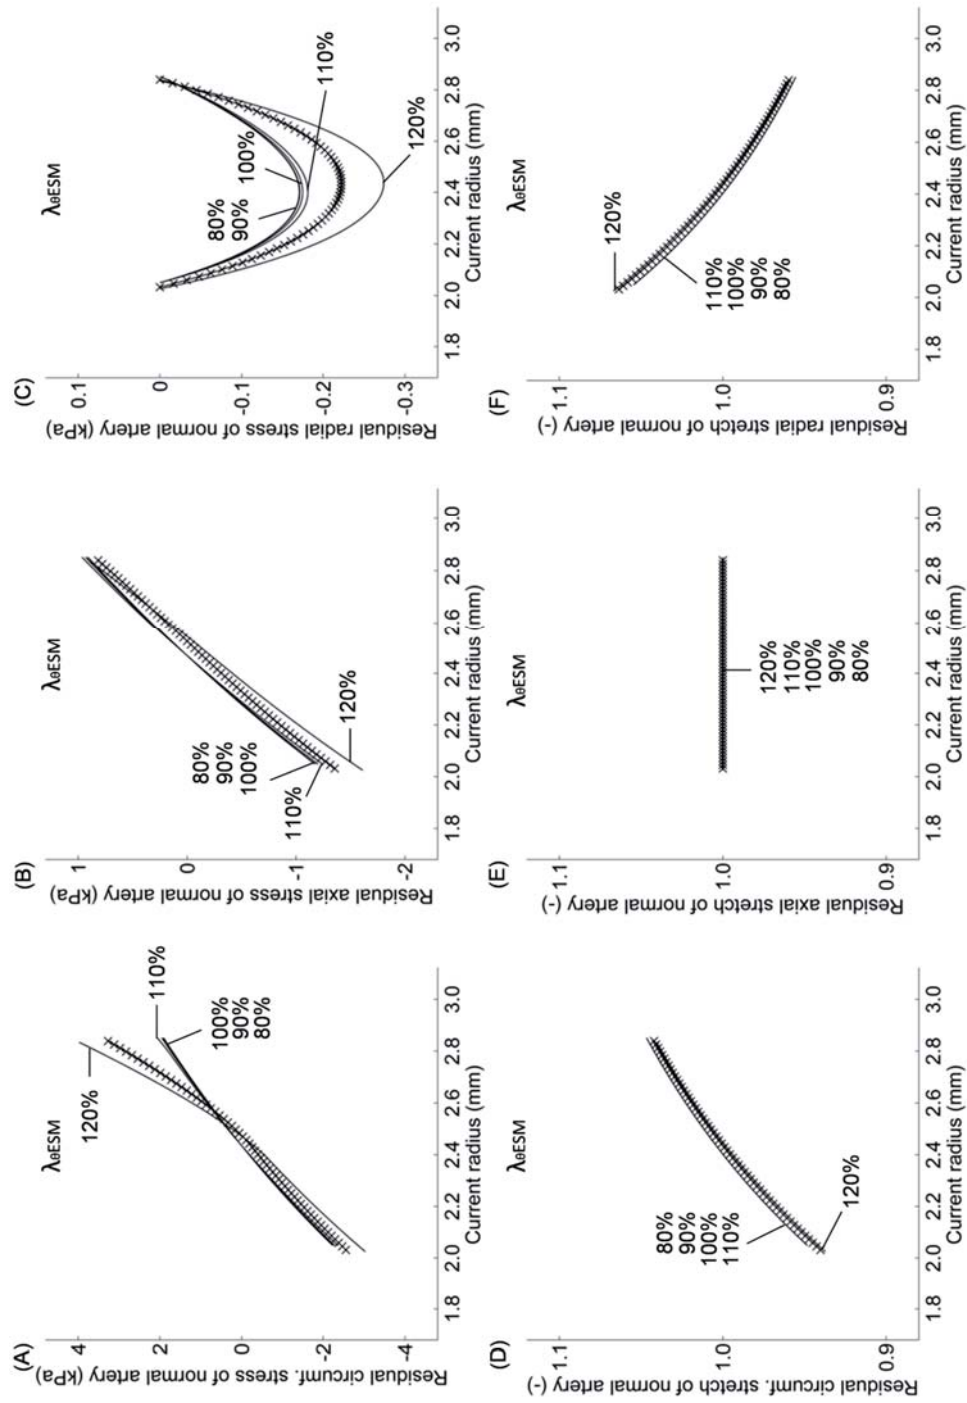 (A)
λθESM
Residual circumf. stress of normal artery (kPa)
4
2
0
-2
-4
120%
110%
100%
90%
80%
1.8 2.0 2.2 2.4 2.6 2.8 3.0
Current radius (mm)
(B)
λθESM
Residual axial stress of normal artery (kPa)
1
0
-1
-2
80%
90%
100%
110%
120%
1.8 2.0 2.2 2.4 2.6 2.8 3.0
Current radius (mm)
(C)
λθESM
Residual radial stress of normal artery (kPa)
0.1
0
-0.1
-0.2
-0.3
80%
90%
100%
110%
120%
1.8 2.0 2.2 2.4 2.6 2.8 3.0
Current radius (mm)
(D)
λθESM
Residual circumf. stretch of normal artery (-)
1.1
1.0
0.9
80%
90%
100%
110%
120%
1.8 2.0 2.2 2.4 2.6 2.8 3.0
Current radius (mm)
(E)
λθESM
Residual axial stretch of normal artery (-)
1.1
1.0
0.9
120%
110%
100%
90%
80%
1.8 2.0 2.2 2.4 2.6 2.8 3.0
Current radius (mm)
(F)
λθESM
Residual radial stretch of normal artery (-)
1.1
1.0
0.9
120%
110%
100%
90%
80%
1.8 2.0 2.2 2.4 2.6 2.8 3.0
Current radius (mm)